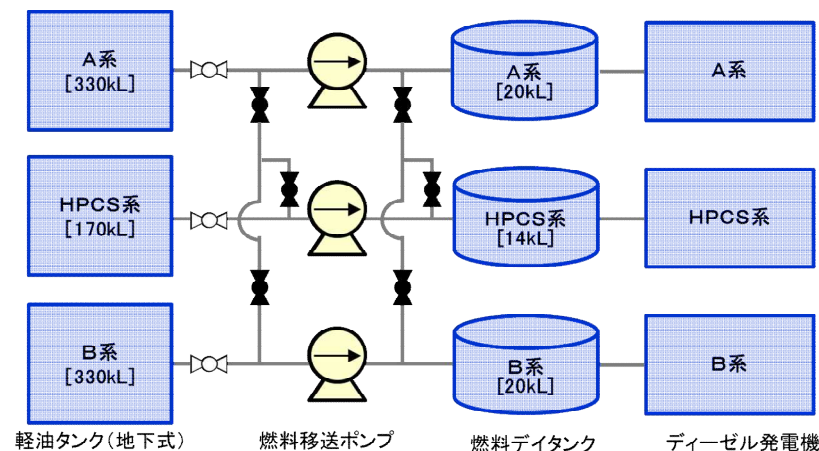 A系
[330kL]
A系
[20kL]
A系
HPCS系
[170kL]
HPCS系
[14kL]
HPCS系
B系
[330kL]
B系
[20kL]
B系
軽油タンク(地下式)
燃料移送ポンプ
燃料デイタンク
ディーゼル発電機